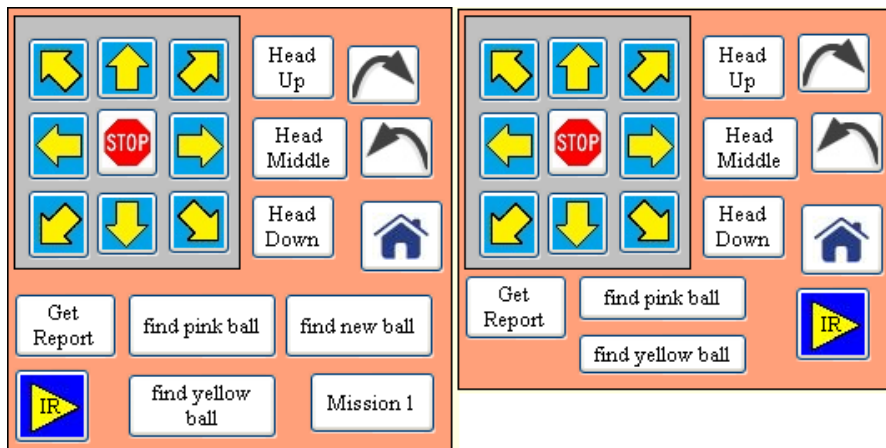 Head
Up
STOP
Head
Middle
Head
Down
Get
Report
find pink ball
find new ball
IR
find yellow
ball
Mission 1
Head
Up
STOP
Head
Middle
Head
Down
Get
Report
find pink ball
IR
find yellow ball